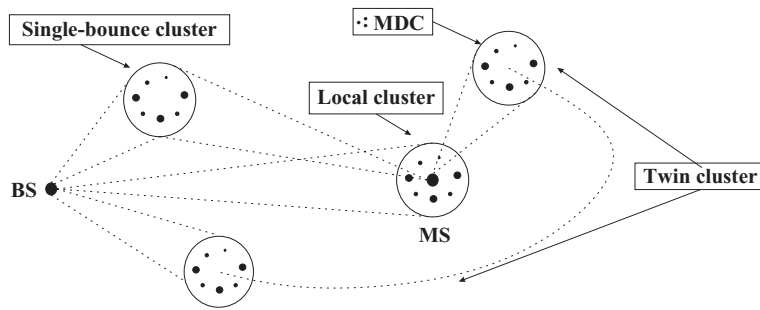 Single-bounce cluster
.: MDC
Local cluster
BS
Twin cluster
MS